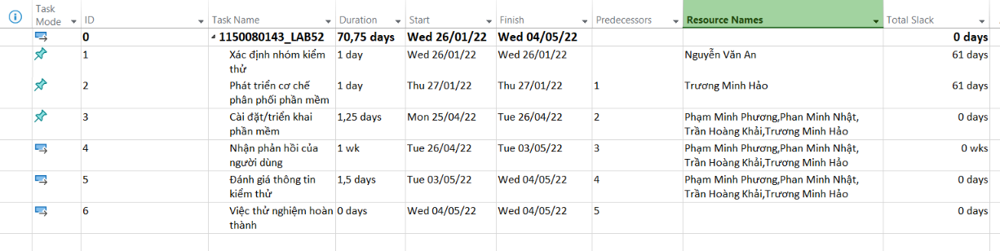 Task Mode ID Task Name Duration Start Finish Predecessors Resource Names Total Slack
0 1150080143_LAB52 70,75 days Wed 26/01/22 Wed 04/05/22 0 days
1 Xác định nhóm kiểm 1 day Wed 26/01/22 Wed 26/01/22 Nguyễn Văn An 61 days
thử
2 Phát triển cơ chế 1 day Thu 27/01/22 Thu 27/01/22 1 Trương Minh Hảo 61 days
phân phối phần mềm
3 Cài đặt/triển khai 1,25 days Mon 25/04/22 Tue 26/04/22 2 Phạm Minh Phương,Phan Minh Nhật, 0 days
phần mềm Trần Hoàng Khải,Trương Minh Hảo
4 Nhận phản hồi của 1 wk Tue 26/04/22 Tue 03/05/22 3 Phạm Minh Phương,Phan Minh Nhật, 0 wks
người dùng Trần Hoàng Khải,Trương Minh Hảo
5 Đánh giá thông tin 1,5 days Tue 03/05/22 Wed 04/05/22 4 Phạm Minh Phương,Phan Minh Nhật, 0 days
kiểm thử Trần Hoàng Khải,Trương Minh Hảo
6 Việc thử nghiệm hoàn 0 days Wed 04/05/22 Wed 04/05/22 5 0 days
thành